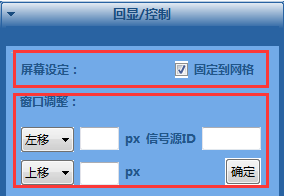 回显/控制
屏幕设定： 固定到网格
窗口调整：
左移 px 信号源ID
上移 px 确定